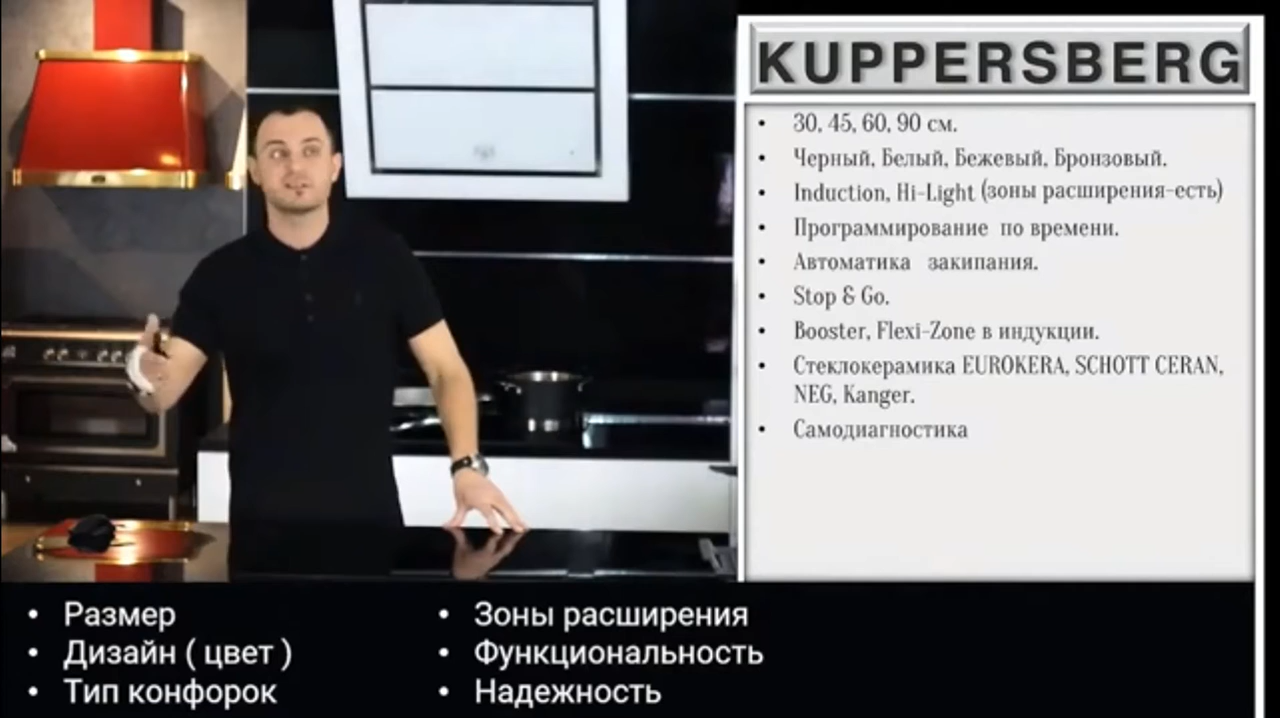 KUPPERSBERG
• 30, 45, 60, 90 см.
• Черный, Белый, Бежевый, Бронзовый.
• Induction, Hi-Light (зоны расширения-есть)
• Программирование по времени.
• Автоматика закипания.
• Stop & Go.
• Booster, Flexi-Zone в индукции.
• Стеклокерамика EUROKERA, SCHOTT CERAN,
NEG, Kanger.
• Самодиагностика
• Размер
• Дизайн ( цвет )
• Тип конфорок
• Зоны расширения
• Функциональность
• Надежность